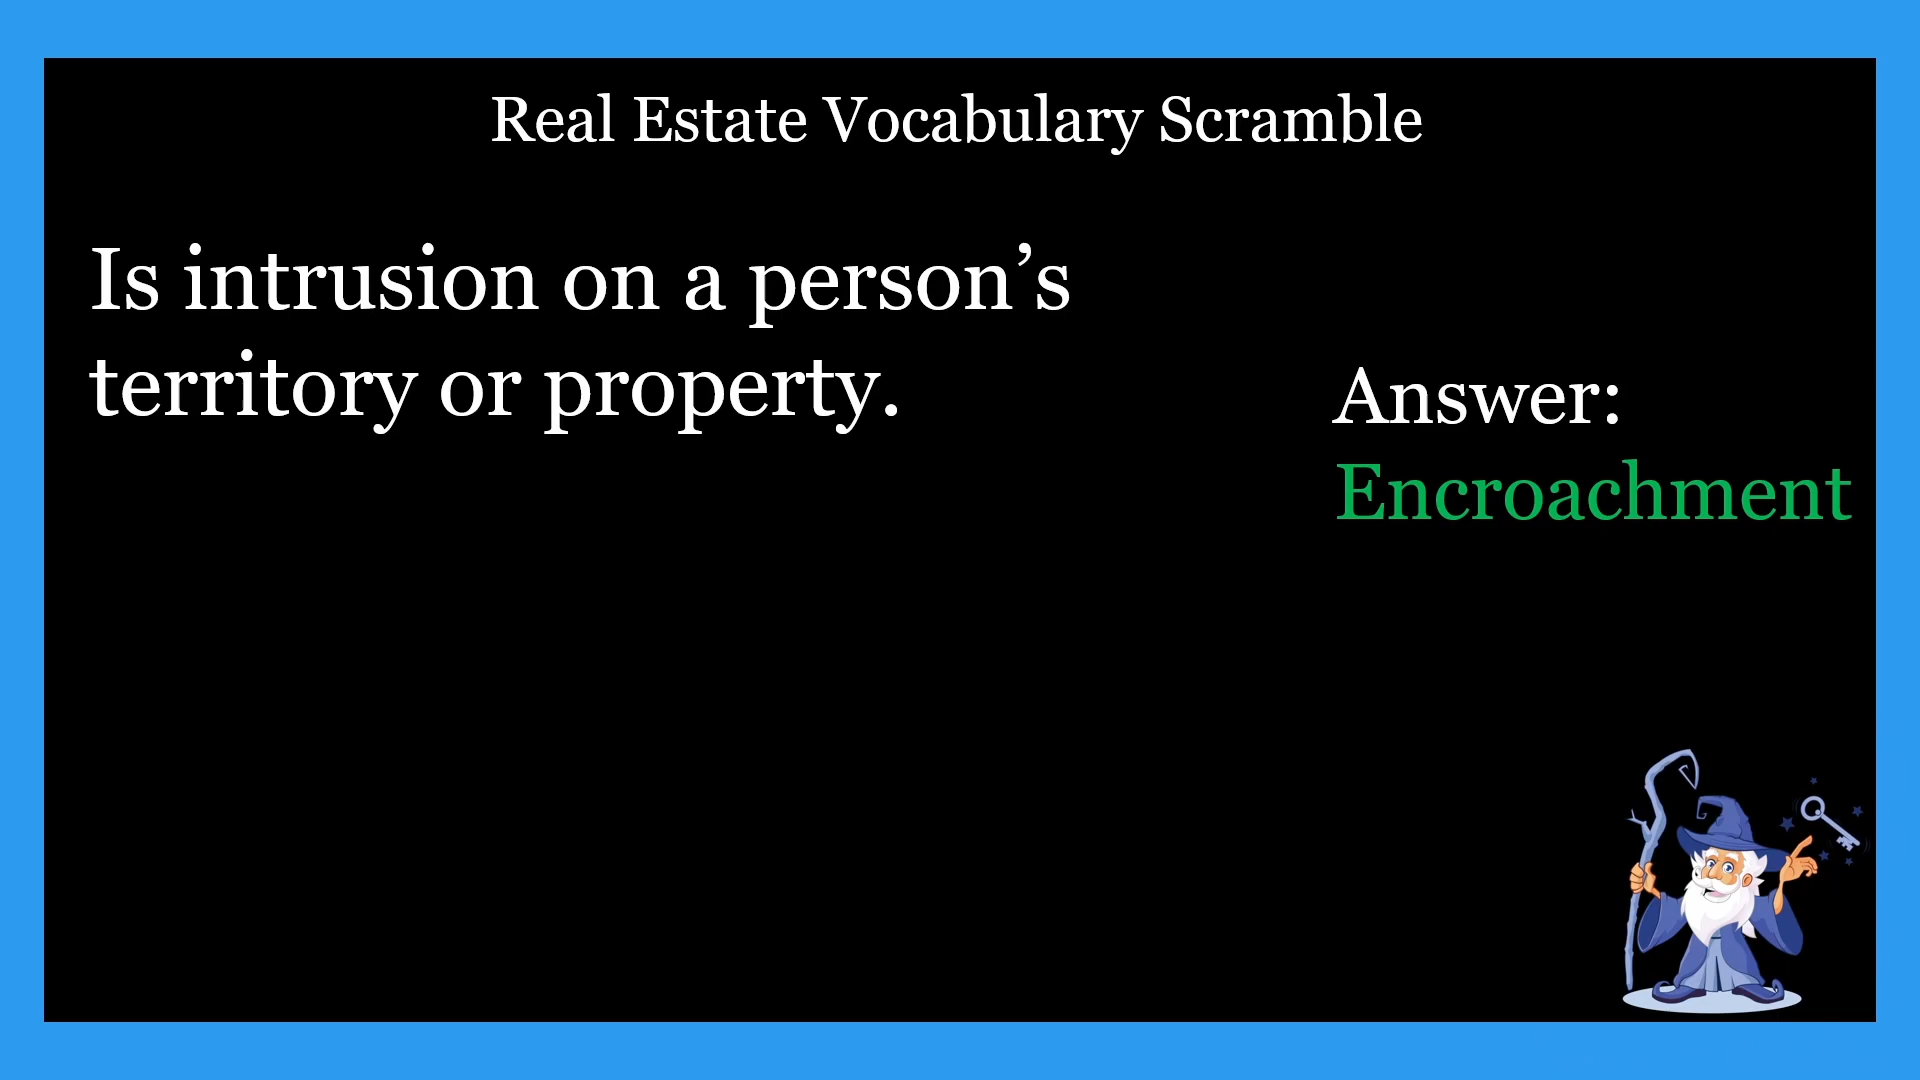 Real Estate Vocabulary Scramble
Is intrusion on a person’s
territory or property.
Answer:
Encroachment